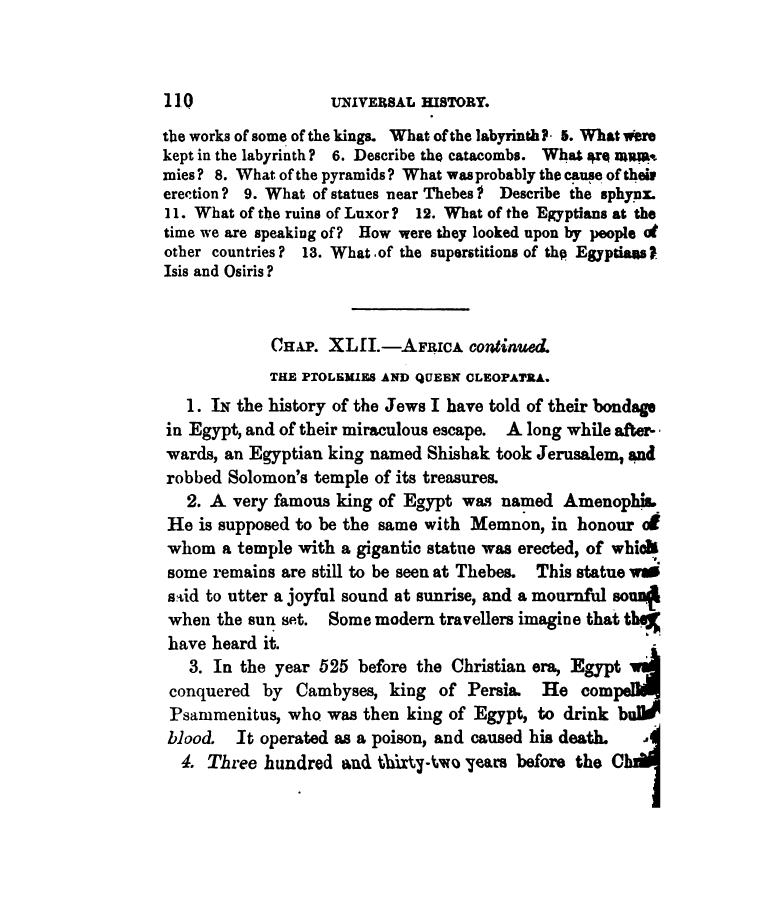 110 UNIVERSAL HISTORY.
the works of some of the kings. What of the labyrinth? 5. What were
kept in the labyrinth? 6. Describe the catacombs. What are mum-
mies? 8. What of the pyramids? What was probably the cause of their
erection? 9. What of statues near Thebes? Describe the sphynx.
11. What of the ruins of Luxor? 12. What of the Egyptians at the
time we are speaking of? How were they looked upon by people of
other countries? 13. What of the superstitions of the Egyptians?
Isis and Osiris?
CHAP. XLII.—AFRICA continued.
THE PTOLEMIES AND QUEEN CLEOPATRA.
1. IN the history of the Jews I have told of their bondage
in Egypt, and of their miraculous escape. A long while after-
wards, an Egyptian king named Shishak took Jerusalem, and
robbed Solomon's temple of its treasures.
2. A very famous king of Egypt was named Amenophis.
He is supposed to be the same with Memnon, in honour of
whom a temple with a gigantic statue was erected, of which
some remains are still to be seen at Thebes. This statue was
said to utter a joyful sound at sunrise, and a mournful sound
when the sun set. Some modern travellers imagine that they
have heard it.
3. In the year 525 before the Christian era, Egypt was
conquered by Cambyses, king of Persia. He compelled
Psammenitus, who was then king of Egypt, to drink bull's
blood. It operated as a poison, and caused his death.
4. Three hundred and thirty-two years before the